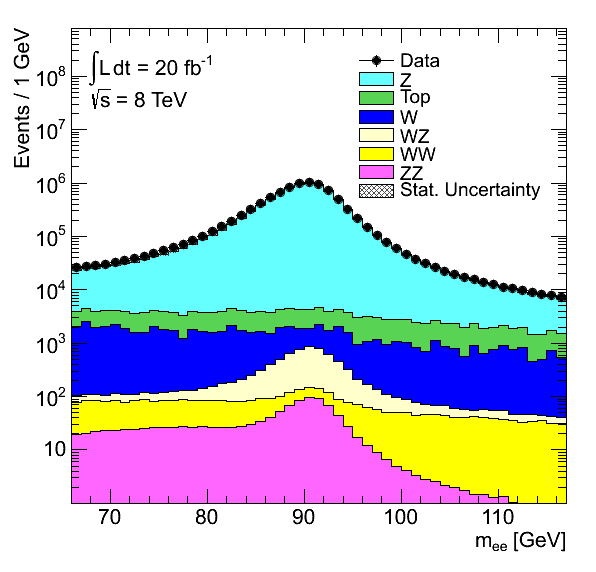 Events / 1 GeV
10⁸
10⁷
10⁶
10⁵
10⁴
10³
10²
10
∫L dt = 20 fb⁻¹
√s = 8 TeV
Data
Z
Top
W
WZ
WW
ZZ
Stat. Uncertainty
70 80 90 100 110
mₑₑ [GeV]